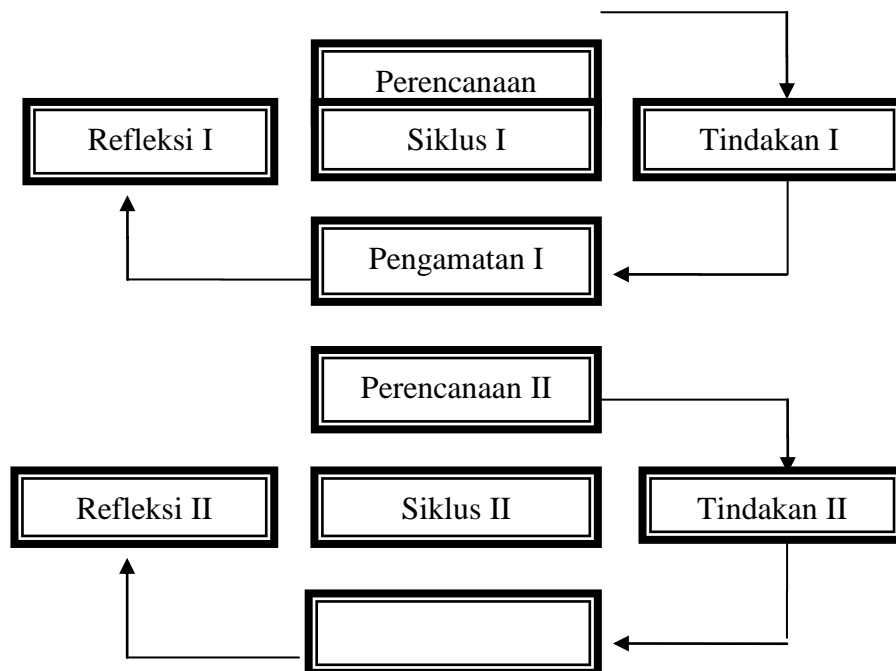 Perencanaan
Refleksi I
Siklus I
Tindakan I
Pengamatan I
Perencanaan II
Refleksi II
Siklus II
Tindakan II